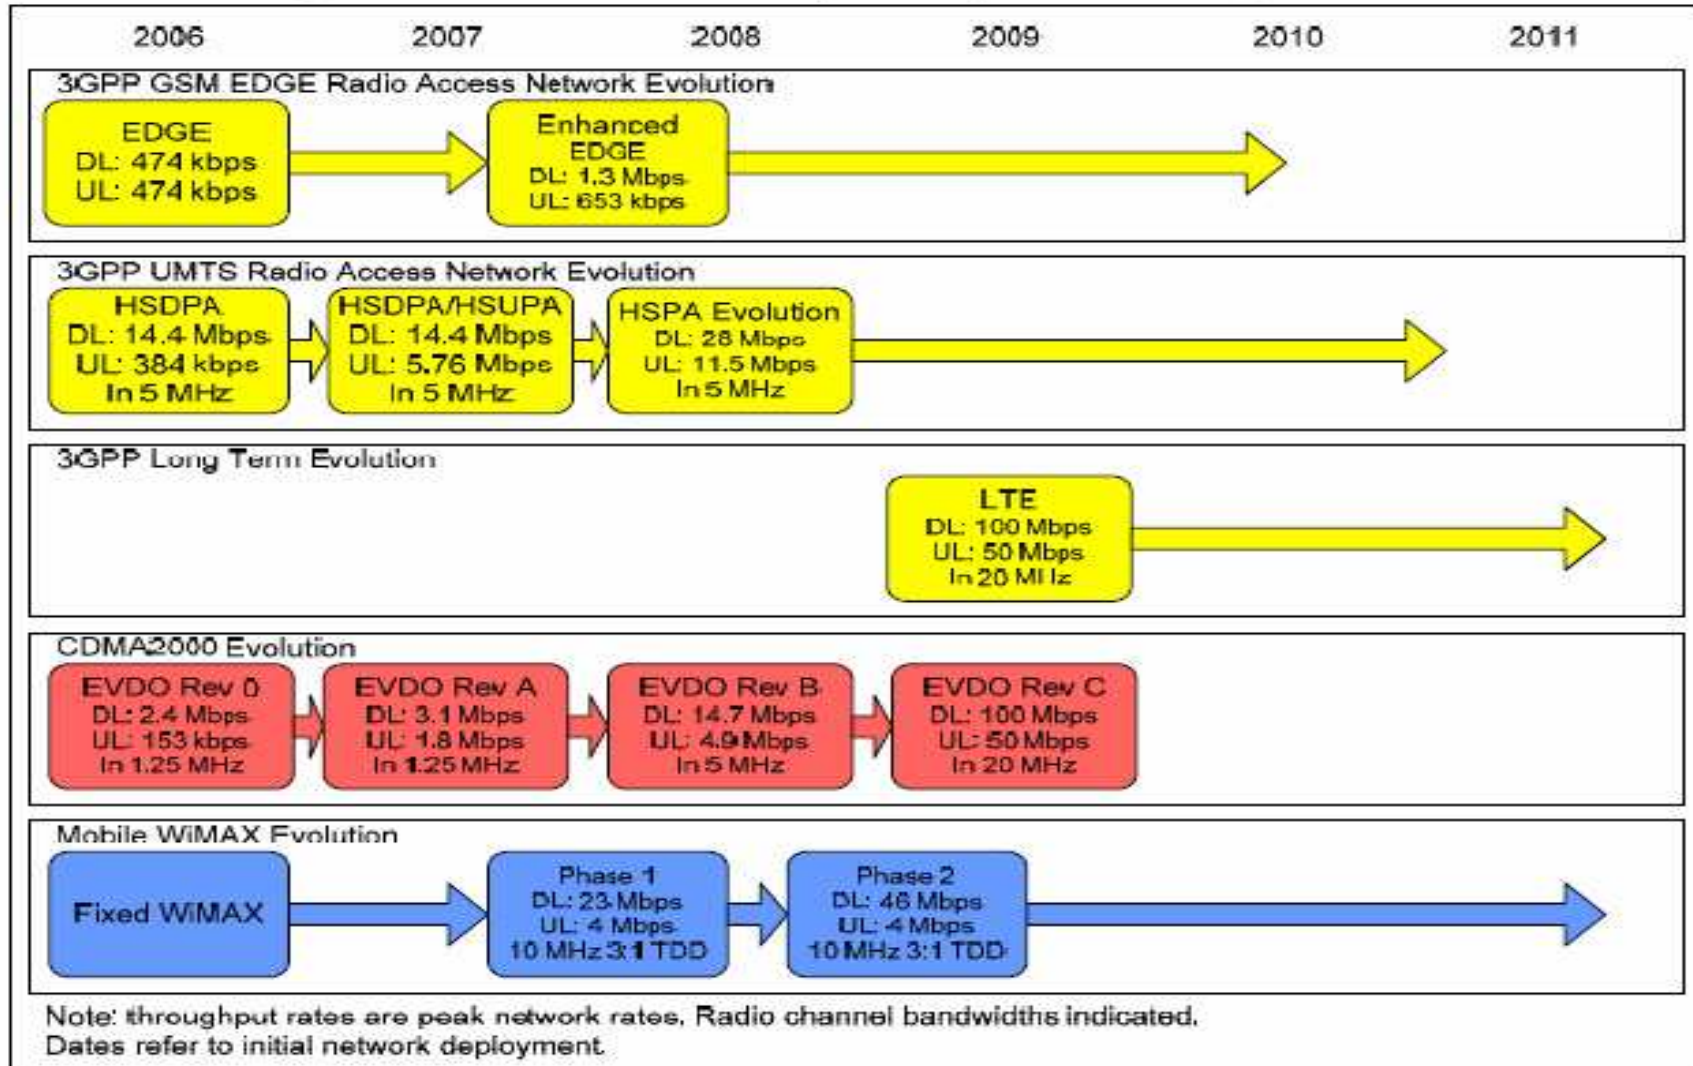 2006 2007 2008 2009 2010 2011
3GPP GSM EDGE Radio Access Network Evolution
EDGE
DL: 474 kbps
UL: 474 kbps
Enhanced
EDGE
DL: 1.3 Mbps
UL: 653 kbps
3GPP UMTS Radio Access Network Evolution
HSDPA
DL: 14.4 Mbps
UL: 384 kbps
In 5 MHz
HSDPA/HSUPA
DL: 14.4 Mbps
UL: 5.76 Mbps
In 5 MHz
HSPA Evolution
DL: 28 Mbps
UL: 11.5 Mbps
In 5 MHz
3GPP Long Term Evolution
LTE
DL: 100 Mbps
UL: 50 Mbps
In 20 MHz
CDMA2000 Evolution
EVDO Rev 0
DL: 2.4 Mbps
UL: 153 kbps
In 1.25 MHz
EVDO Rev A
DL: 3.1 Mbps
UL: 1.8 Mbps
In 1.25 MHz
EVDO Rev B
DL: 14.7 Mbps
UL: 4.9 Mbps
In 5 MHz
EVDO Rev C
DL: 100 Mbps
UL: 50 Mbps
In 20 MHz
Mobile WiMAX Evolution
Fixed WiMAX
Phase 1
DL: 23 Mbps
UL: 4 Mbps
10 MHz 3:1 TDD
Phase 2
DL: 46 Mbps
UL: 4 Mbps
10 MHz 3:1 TDD
Note: throughput rates are peak network rates. Radio channel bandwidths indicated.
Dates refer to initial network deployment.